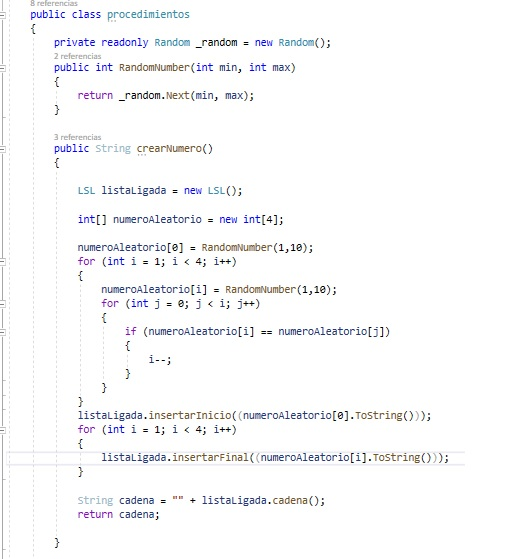 8 referencias
public class procedimientos
{
    private readonly Random _random = new Random();
    2 referencias
    public int RandomNumber(int min, int max)
    {
        return _random.Next(min, max);
    }

    3 referencias
    public String crearNumero()
    {

        LSL listaLigada = new LSL();

        int[] numeroAleatorio = new int[4];

        numeroAleatorio[0] = RandomNumber(1,10);
        for (int i = 1; i < 4; i++)
        {
            numeroAleatorio[i] = RandomNumber(1,10);
            for (int j = 0; j < i; j++)
            {
                if (numeroAleatorio[i] == numeroAleatorio[j])
                {
                    i--;
                }
            }
        }
        listaLigada.insertarInicio((numeroAleatorio[0].ToString()));
        for (int i = 1; i < 4; i++)
        {
            listaLigada.insertarFinal((numeroAleatorio[i].ToString()));
        }

        String cadena = "" + listaLigada.cadena();
        return cadena;

    }